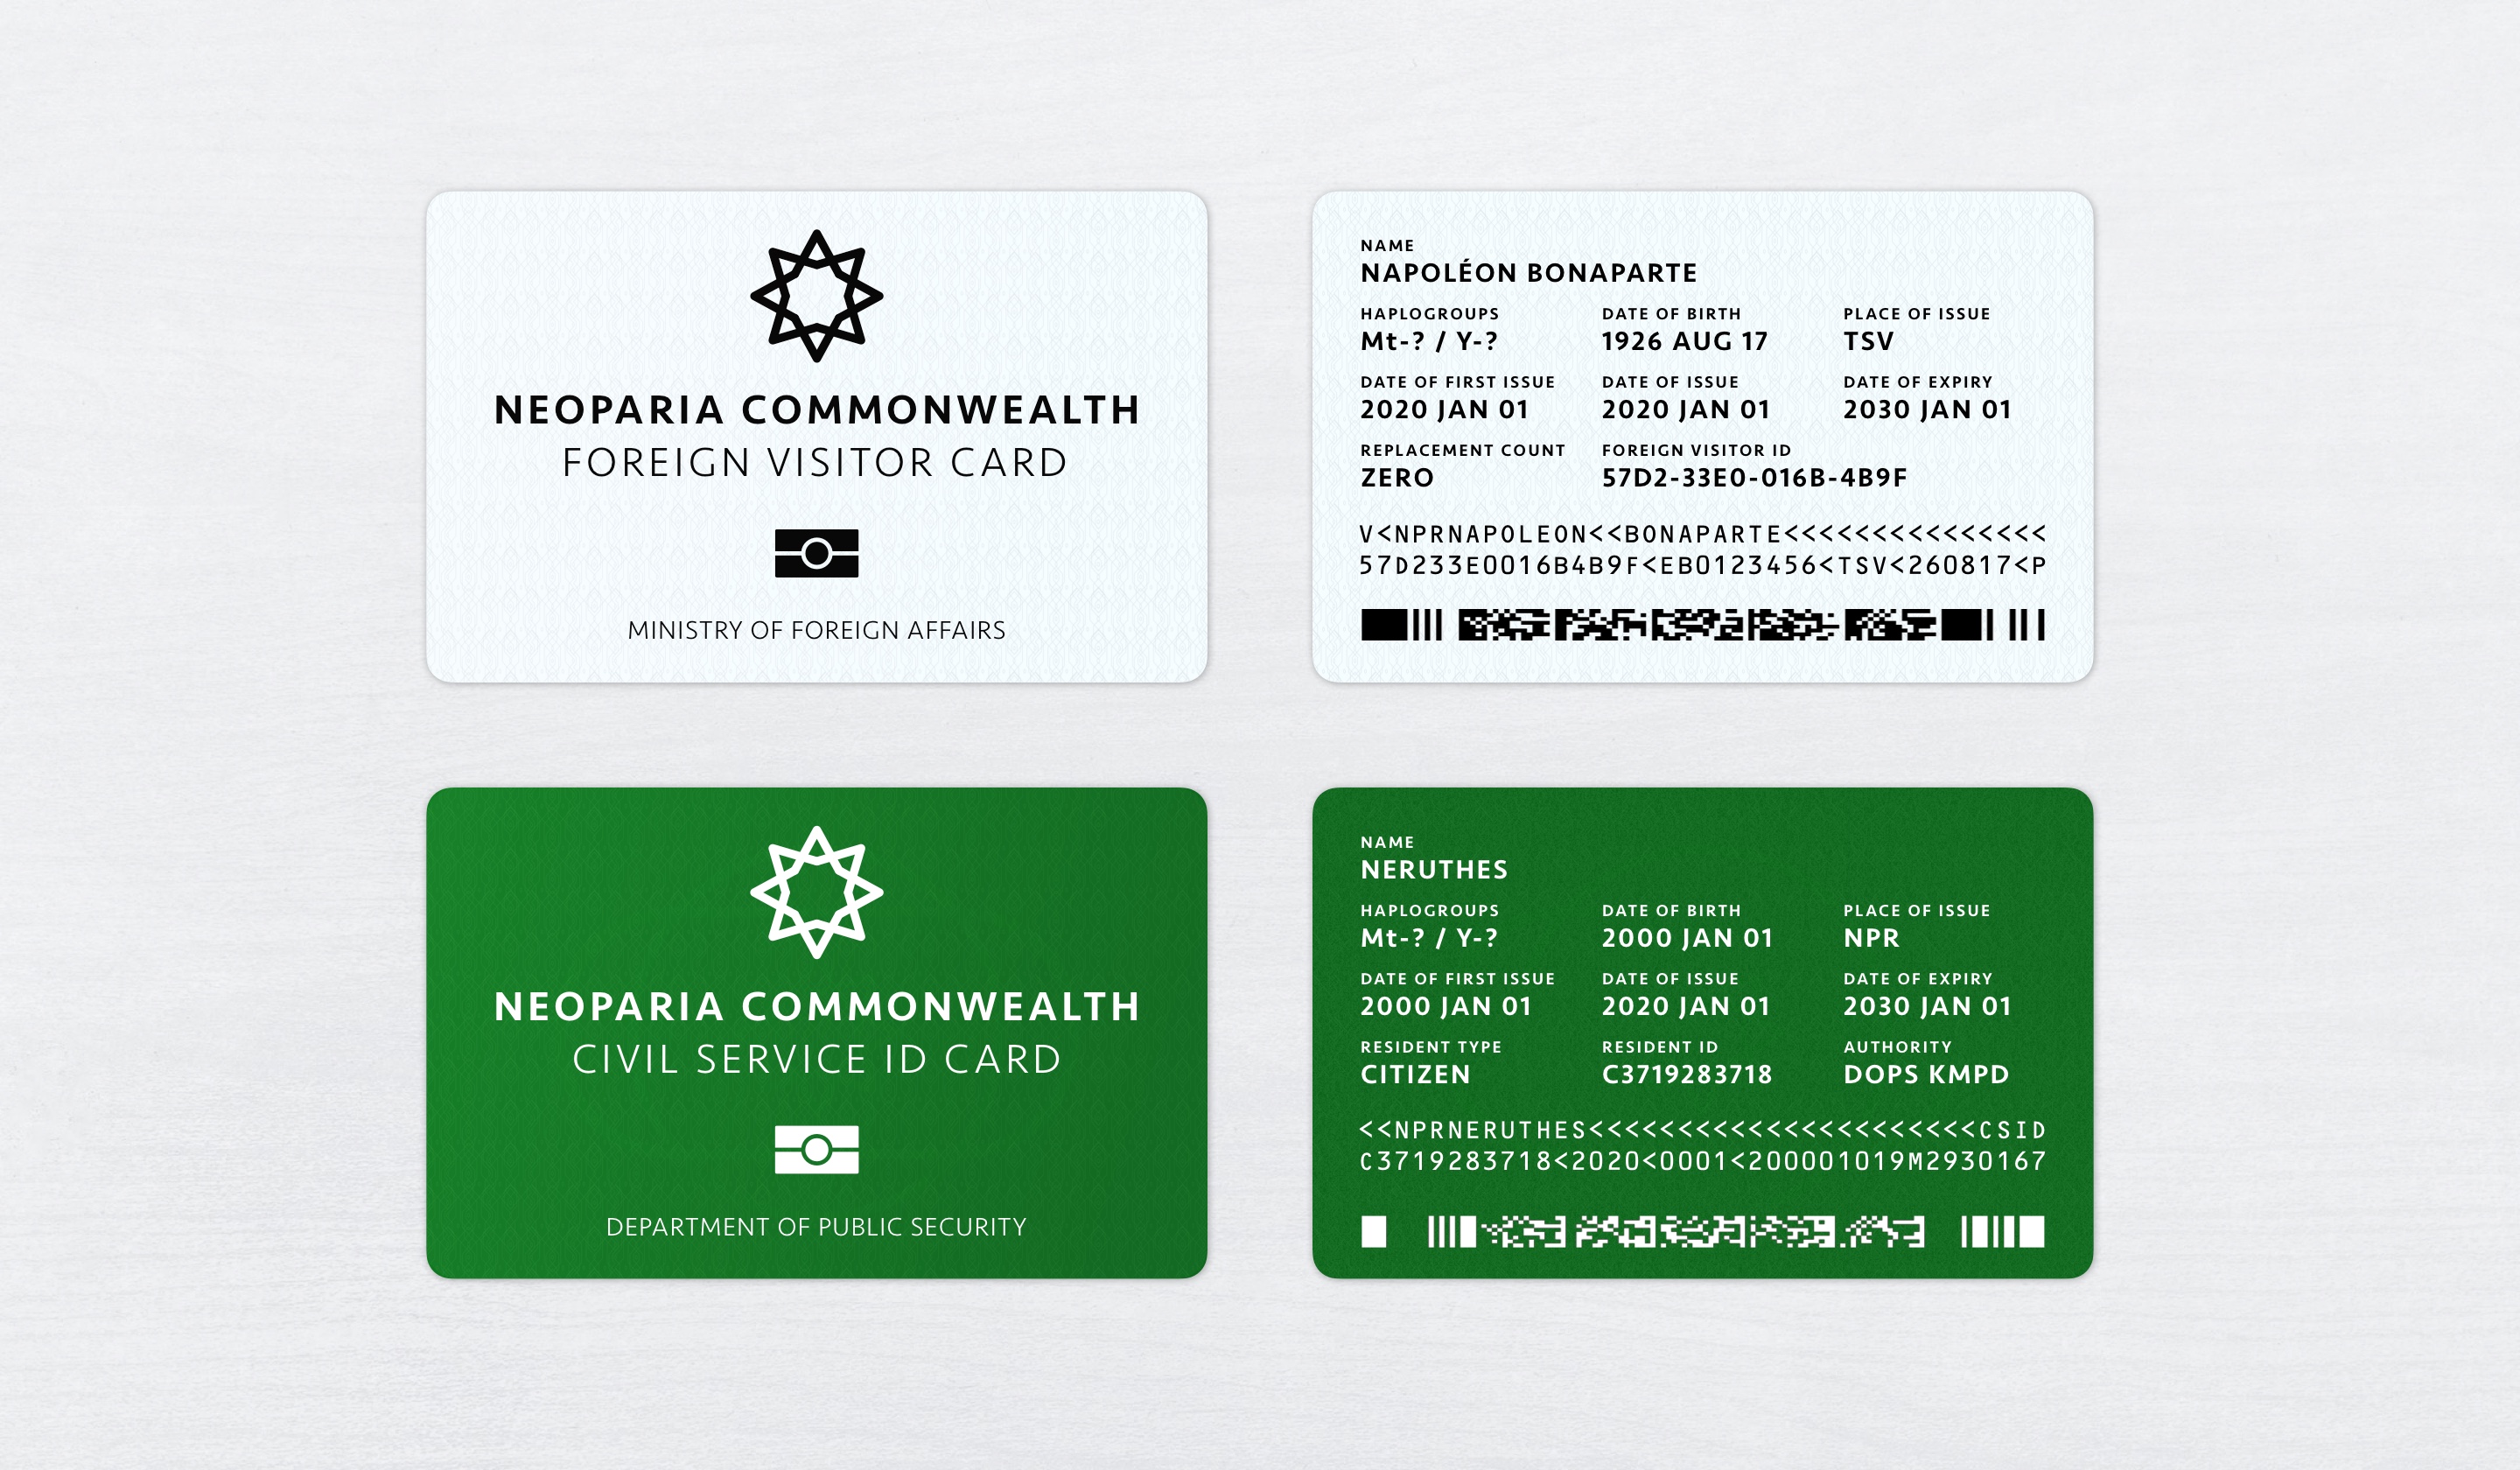 NEOPARIA COMMONWEALTH
FOREIGN VISITOR CARD
MINISTRY OF FOREIGN AFFAIRS
NAME
NAPOLÉON BONAPARTE
HAPLOGROUPS DATE OF BIRTH PLACE OF ISSUE
Mt-? / Y-? 1926 AUG 17 TSV
DATE OF FIRST ISSUE DATE OF ISSUE DATE OF EXPIRY
2020 JAN 01 2020 JAN 01 2030 JAN 01
REPLACEMENT COUNT FOREIGN VISITOR ID
ZERO 57D2-33E0-016B-4B9F
V<NPRNAPOLEON<<BONAPARTE<<<<<<<<<<<<<<<
57D233E0016B4B9F<EB0123456<TSV<260817<P
NEOPARIA COMMONWEALTH
CIVIL SERVICE ID CARD
DEPARTMENT OF PUBLIC SECURITY
NAME
NERUTHES
HAPLOGROUPS DATE OF BIRTH PLACE OF ISSUE
Mt-? / Y-? 2000 JAN 01 NPR
DATE OF FIRST ISSUE DATE OF ISSUE DATE OF EXPIRY
2000 JAN 01 2020 JAN 01 2030 JAN 01
RESIDENT TYPE RESIDENT ID AUTHORITY
CITIZEN C3719283718 DOPS KMPD
<<NPRNERUTHES<<<<<<<<<<<<<<<<<<<<<<CSID
C3719283718<2020<0001<200001019M2930167